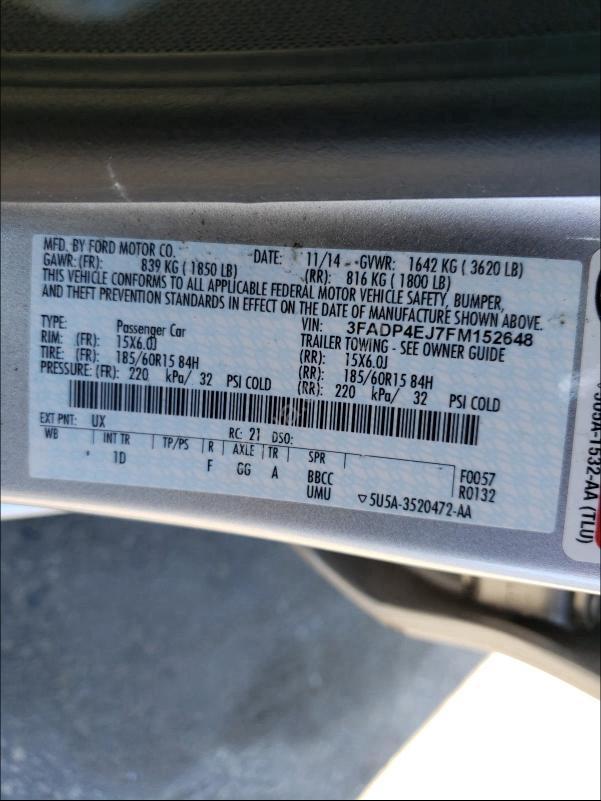 MFD. BY FORD MOTOR CO. DATE: 11/14 GVWR: 1642 KG ( 3620 LB)
GAWR:(FR): 839 KG ( 1850 LB) (RR): 816 KG ( 1800 LB)
THIS VEHICLE CONFORMS TO ALL APPLICABLE FEDERAL MOTOR VEHICLE SAFETY, BUMPER,
AND THEFT PREVENTION STANDARDS IN EFFECT ON THE DATE OF MANUFACTURE SHOWN ABOVE.
VIN: 3FADP4EJ7FM152648
TYPE: Passenger Car TRAILER TOWING - SEE OWNER GUIDE
RIM: (FR): 15X6.0J (RR): 15X6.0J
TIRE: (FR): 185/60R15 84H (RR): 185/60R15 84H
PRESSURE: (FR): 220 kPa/ 32 PSI COLD (RR): 220 kPa/ 32 PSI COLD
EXT PNT: UX RC: 21 DSO:
WB INT TR TP/PS R AXLE TR SPR F0057
* 1D F GG A BBCC R0132
UMU ▽5U5A-3520472-AA
1532-AA (TLU)